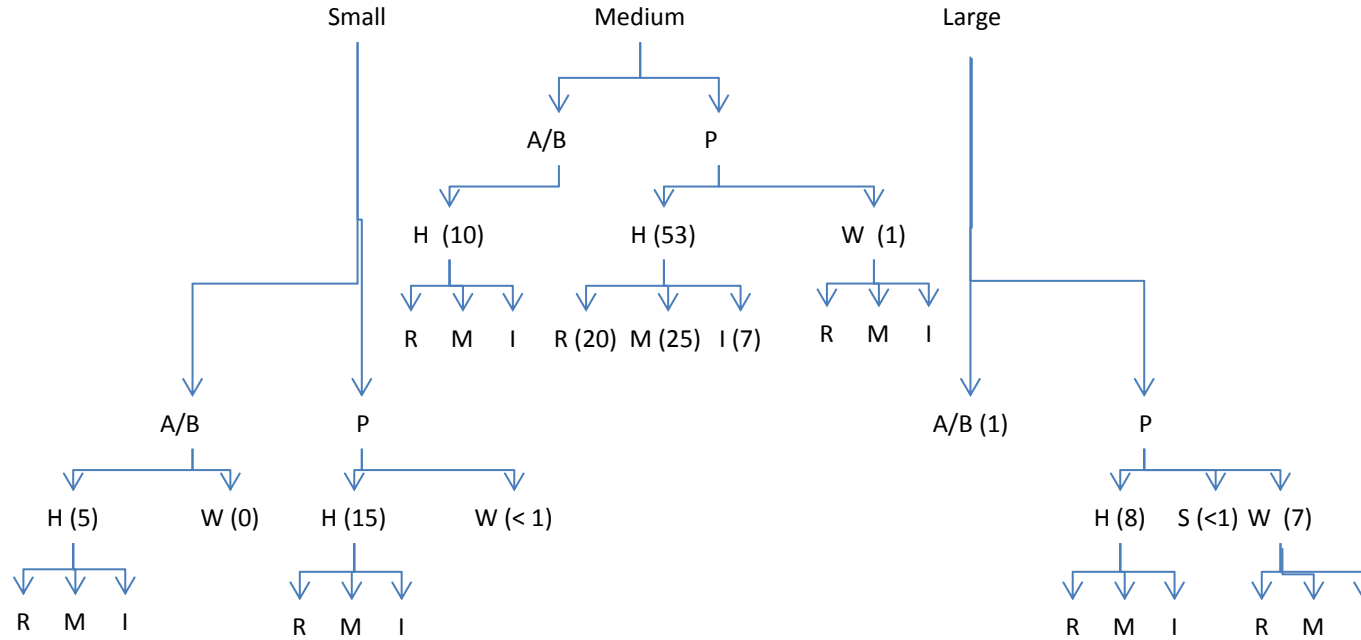 Small Medium Large
A/B P
H (10) H (53) W (1)
R M I R (20) M (25) I (7) R M I
A/B P A/B (1) P
H (5) W (0) H (15) W (< 1) H (8) S (<1) W (7)
R M I R M I R M I R M